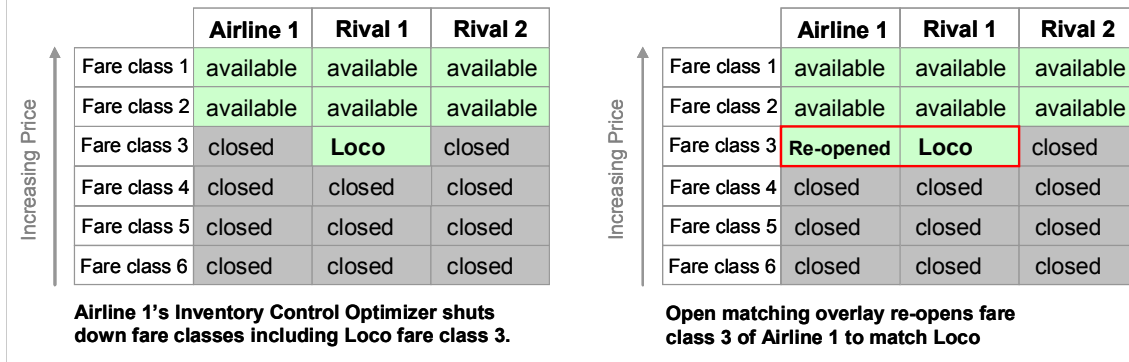 Airline 1 Rival 1 Rival 2
Fare class 1 available available available
Fare class 2 available available available
Fare class 3 closed Loco closed
Fare class 4 closed closed closed
Fare class 5 closed closed closed
Fare class 6 closed closed closed
Increasing Price
Airline 1’s Inventory Control Optimizer shuts
down fare classes including Loco fare class 3.
Airline 1 Rival 1 Rival 2
Fare class 1 available available available
Fare class 2 available available available
Fare class 3 Re-opened Loco closed
Fare class 4 closed closed closed
Fare class 5 closed closed closed
Fare class 6 closed closed closed
Increasing Price
Open matching overlay re-opens fare
class 3 of Airline 1 to match Loco